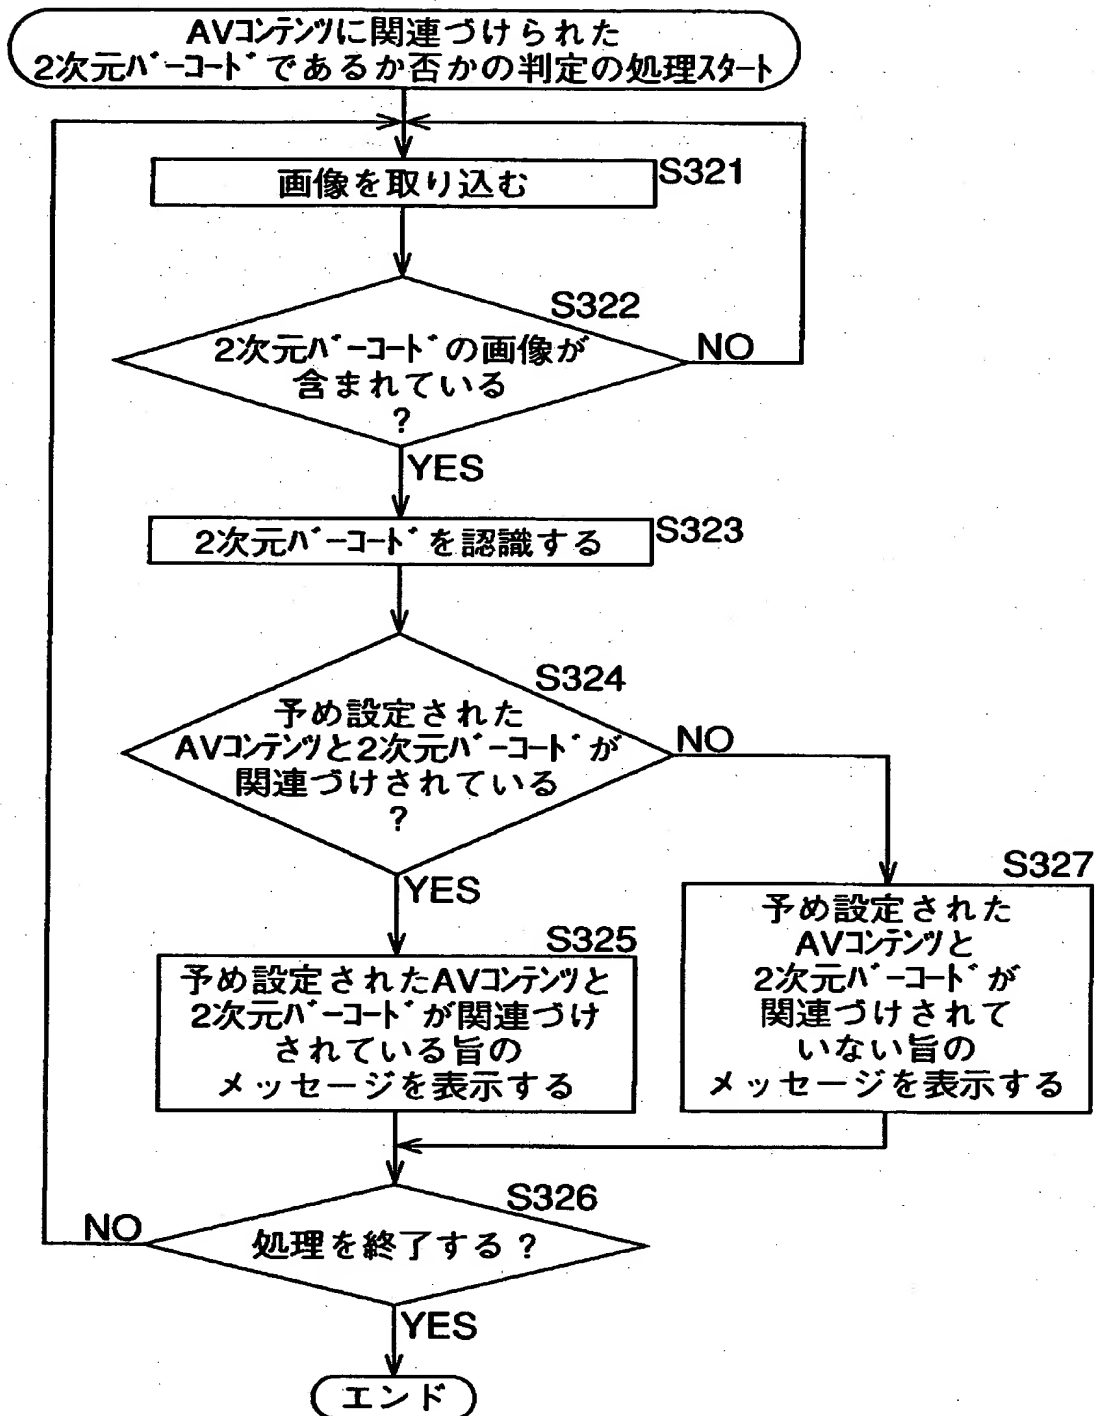 AVコンテンツに関連づけられた
2次元バーコードであるか否かの判定の処理スタート
画像を取り込む
S321
S322
2次元バーコードの画像が
含まれている
?
NO
YES
2次元バーコードを認識する
S323
S324
予め設定された
AVコンテンツと2次元バーコードが
関連づけされている
?
NO
YES
S327
予め設定された
AVコンテンツと
2次元バーコードが
関連づけされて
いない旨の
メッセージを表示する
S325
予め設定されたAVコンテンツと
2次元バーコードが関連づけ
されている旨の
メッセージを表示する
S326
NO
処理を終了する?
YES
エンド